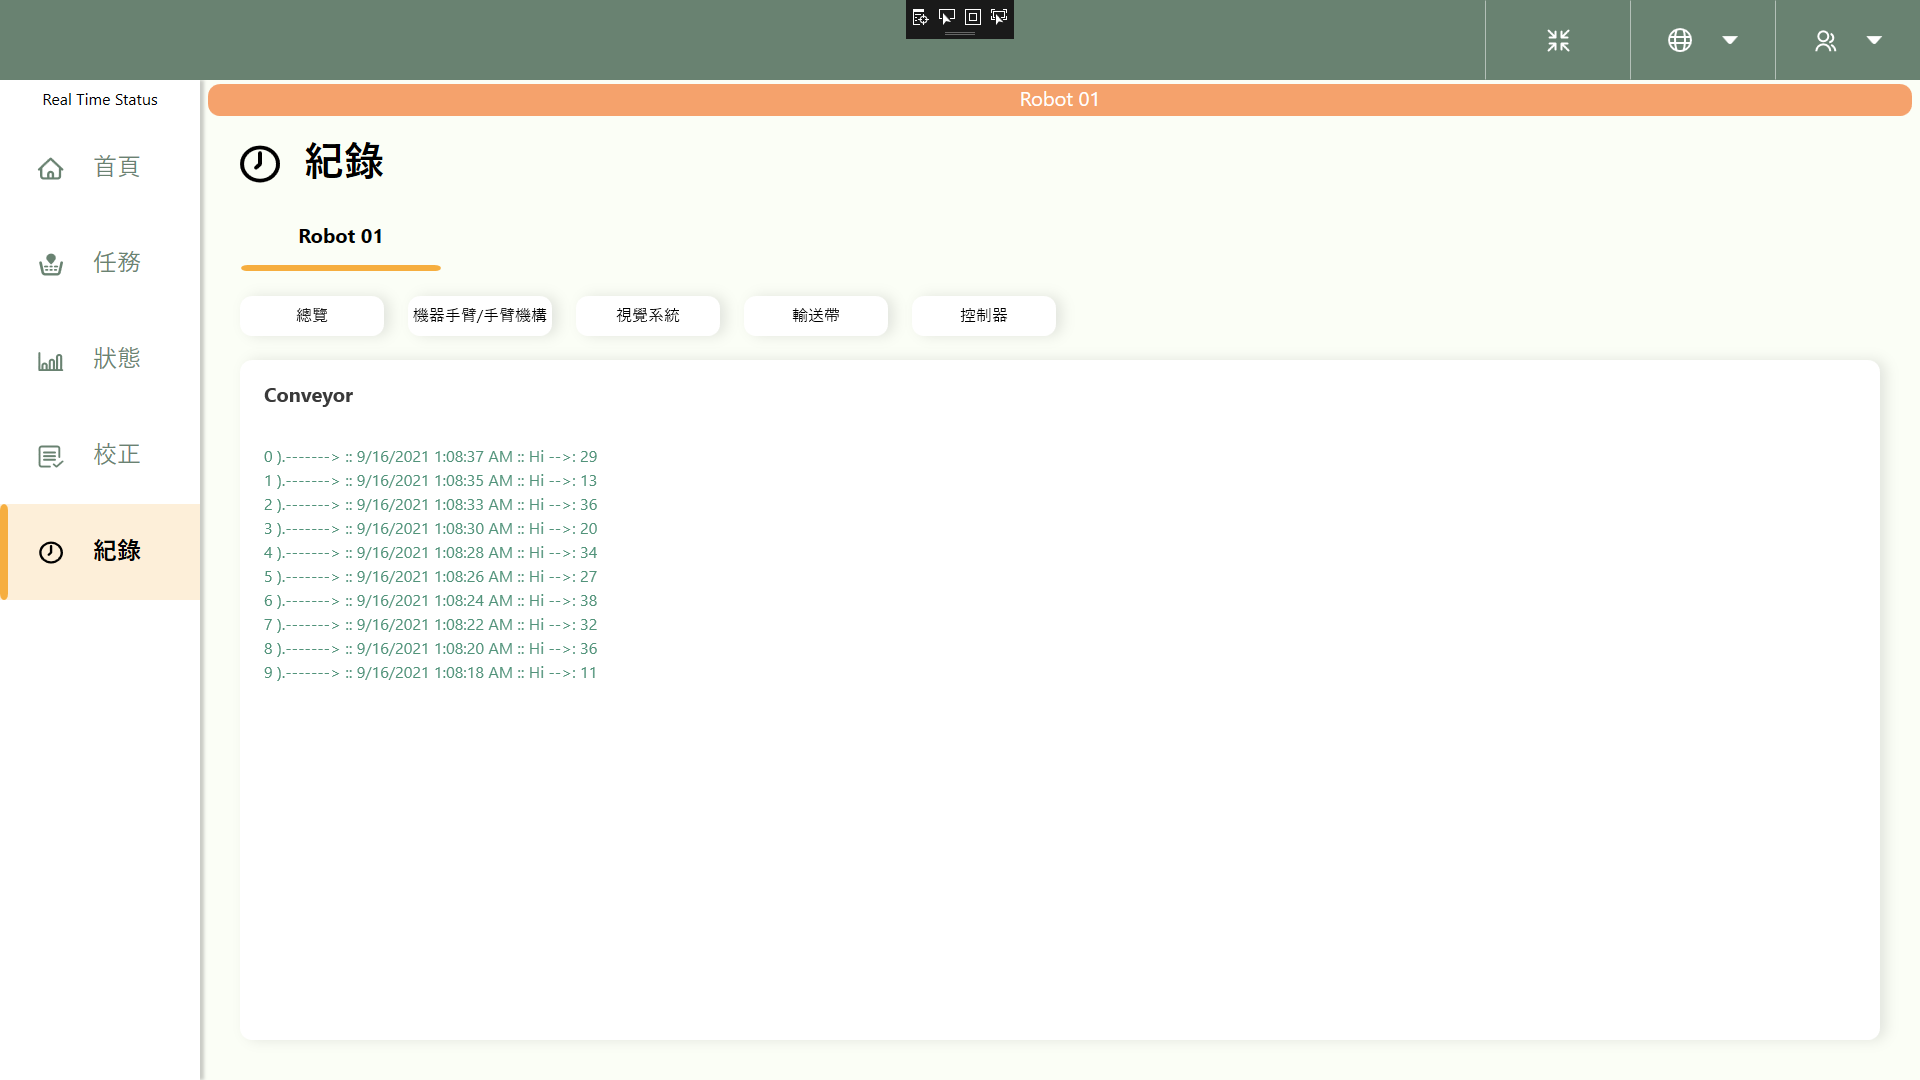 Real Time Status
首頁
任務
狀態
校正
紀錄
Robot 01
紀錄
Robot 01
總覽
機器手臂/手臂機構
視覺系統
輸送帶
控制器
Conveyor
0 ).-------> :: 9/16/2021 1:08:37 AM :: Hi -->: 29
1 ).-------> :: 9/16/2021 1:08:35 AM :: Hi -->: 13
2 ).-------> :: 9/16/2021 1:08:33 AM :: Hi -->: 36
3 ).-------> :: 9/16/2021 1:08:30 AM :: Hi -->: 20
4 ).-------> :: 9/16/2021 1:08:28 AM :: Hi -->: 34
5 ).-------> :: 9/16/2021 1:08:26 AM :: Hi -->: 27
6 ).-------> :: 9/16/2021 1:08:24 AM :: Hi -->: 38
7 ).-------> :: 9/16/2021 1:08:22 AM :: Hi -->: 32
8 ).-------> :: 9/16/2021 1:08:20 AM :: Hi -->: 36
9 ).-------> :: 9/16/2021 1:08:18 AM :: Hi -->: 11